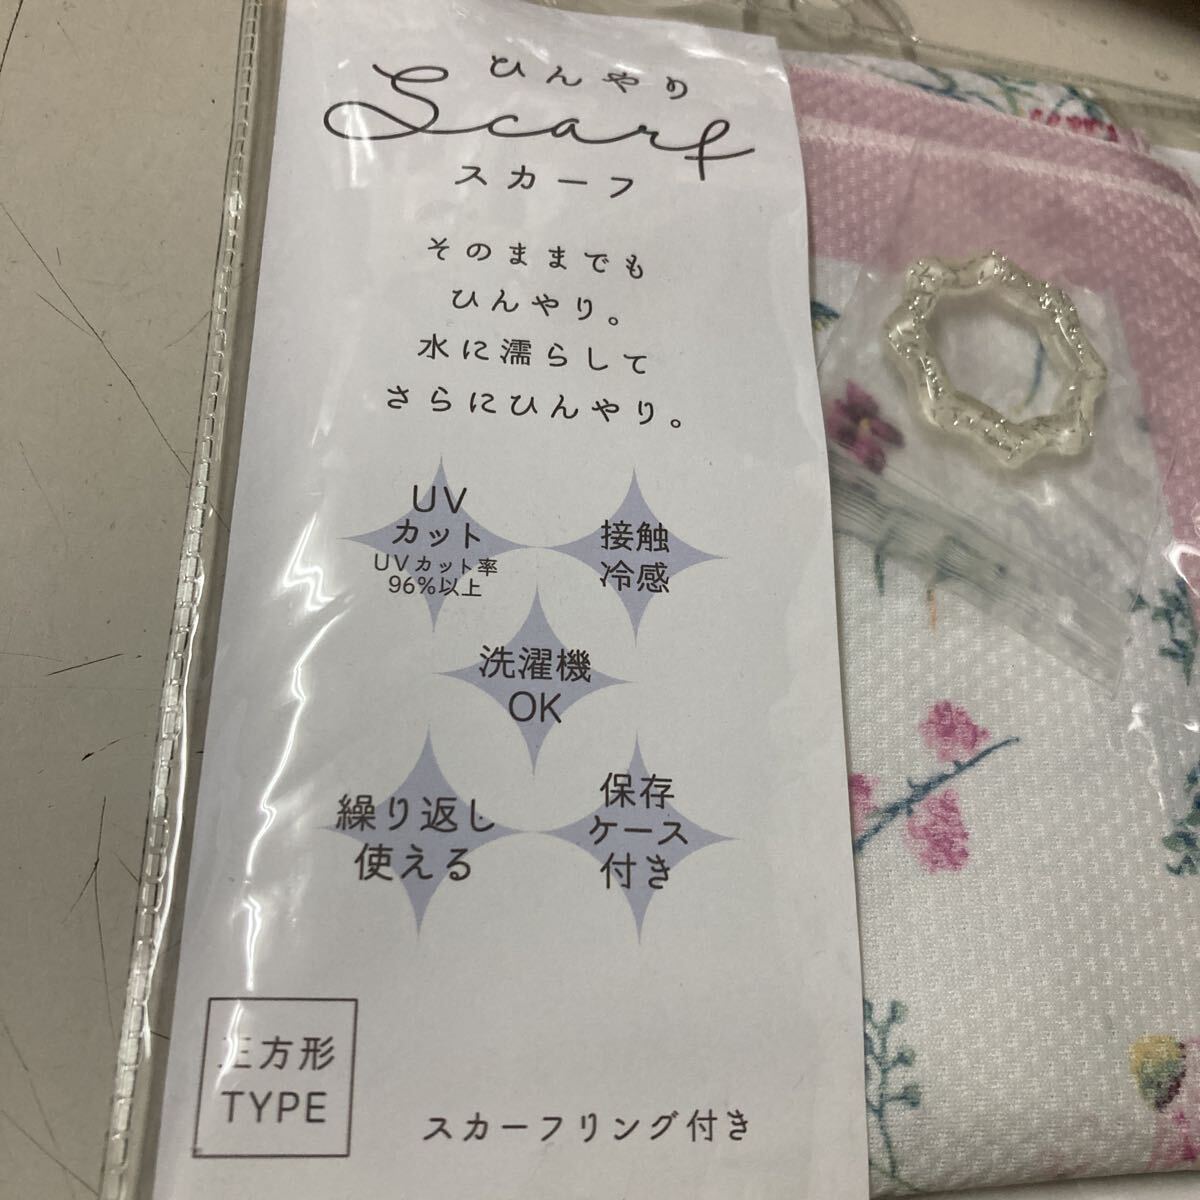 ひんやり
Scarf
スカーフ
そのままでも
ひんやり。
水に濡らして
さらにひんやり。
UV
カット
UVカット率
96%以上
接触
冷感
洗濯機
OK
繰り返し
使える
保存
ケース
付き
正方形
TYPE
スカーフリング付き